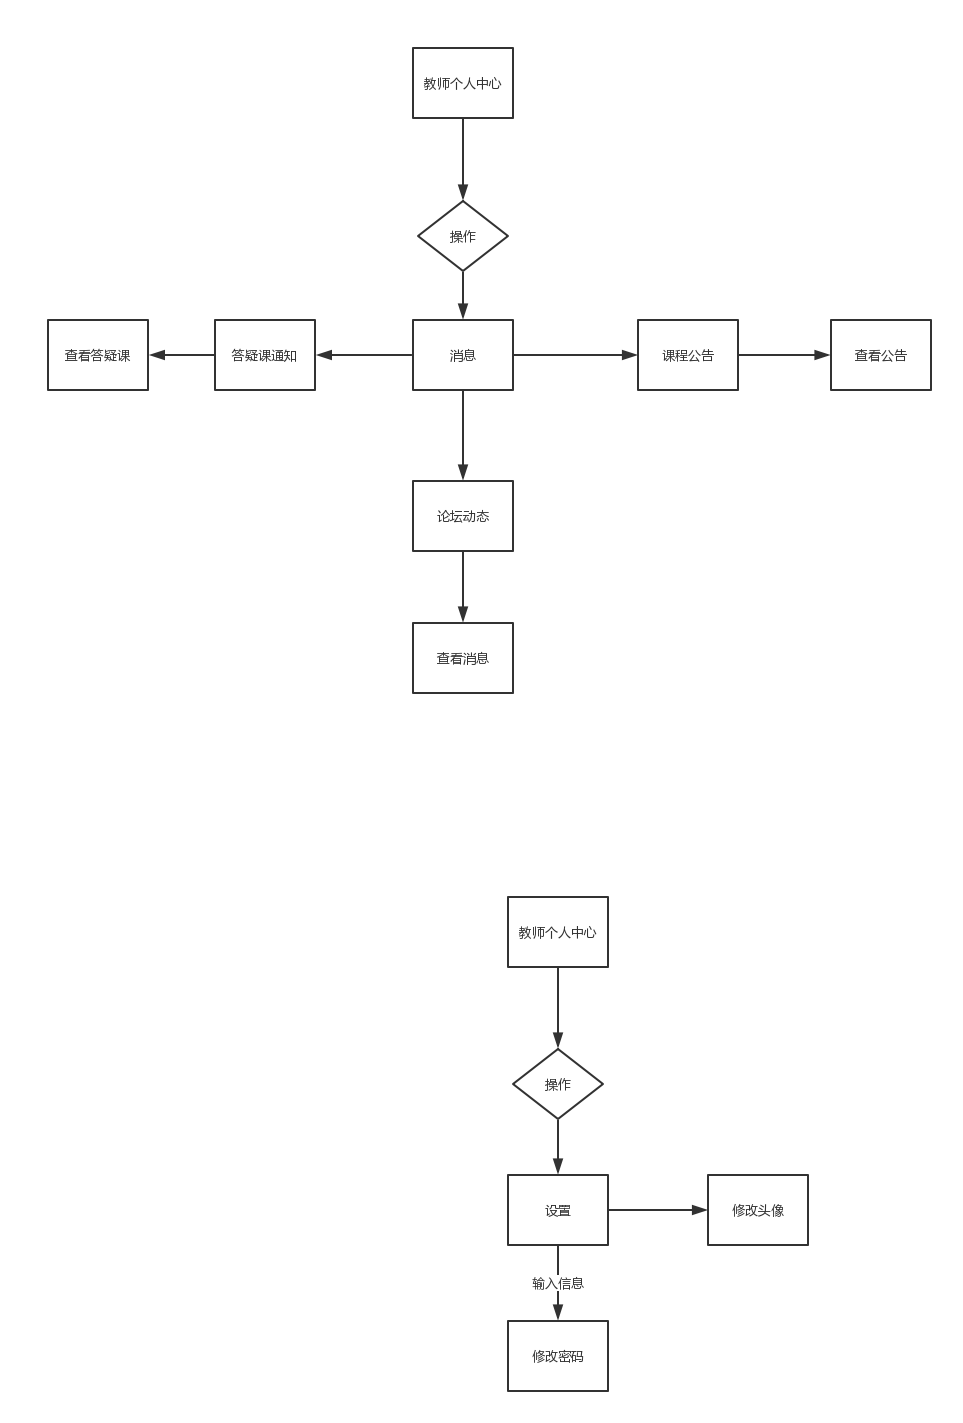 教师个人中心
操作
查看答疑课
答疑课通知
消息
课程公告
查看公告
论坛动态
查看消息
教师个人中心
操作
设置
修改头像
输入信息
修改密码